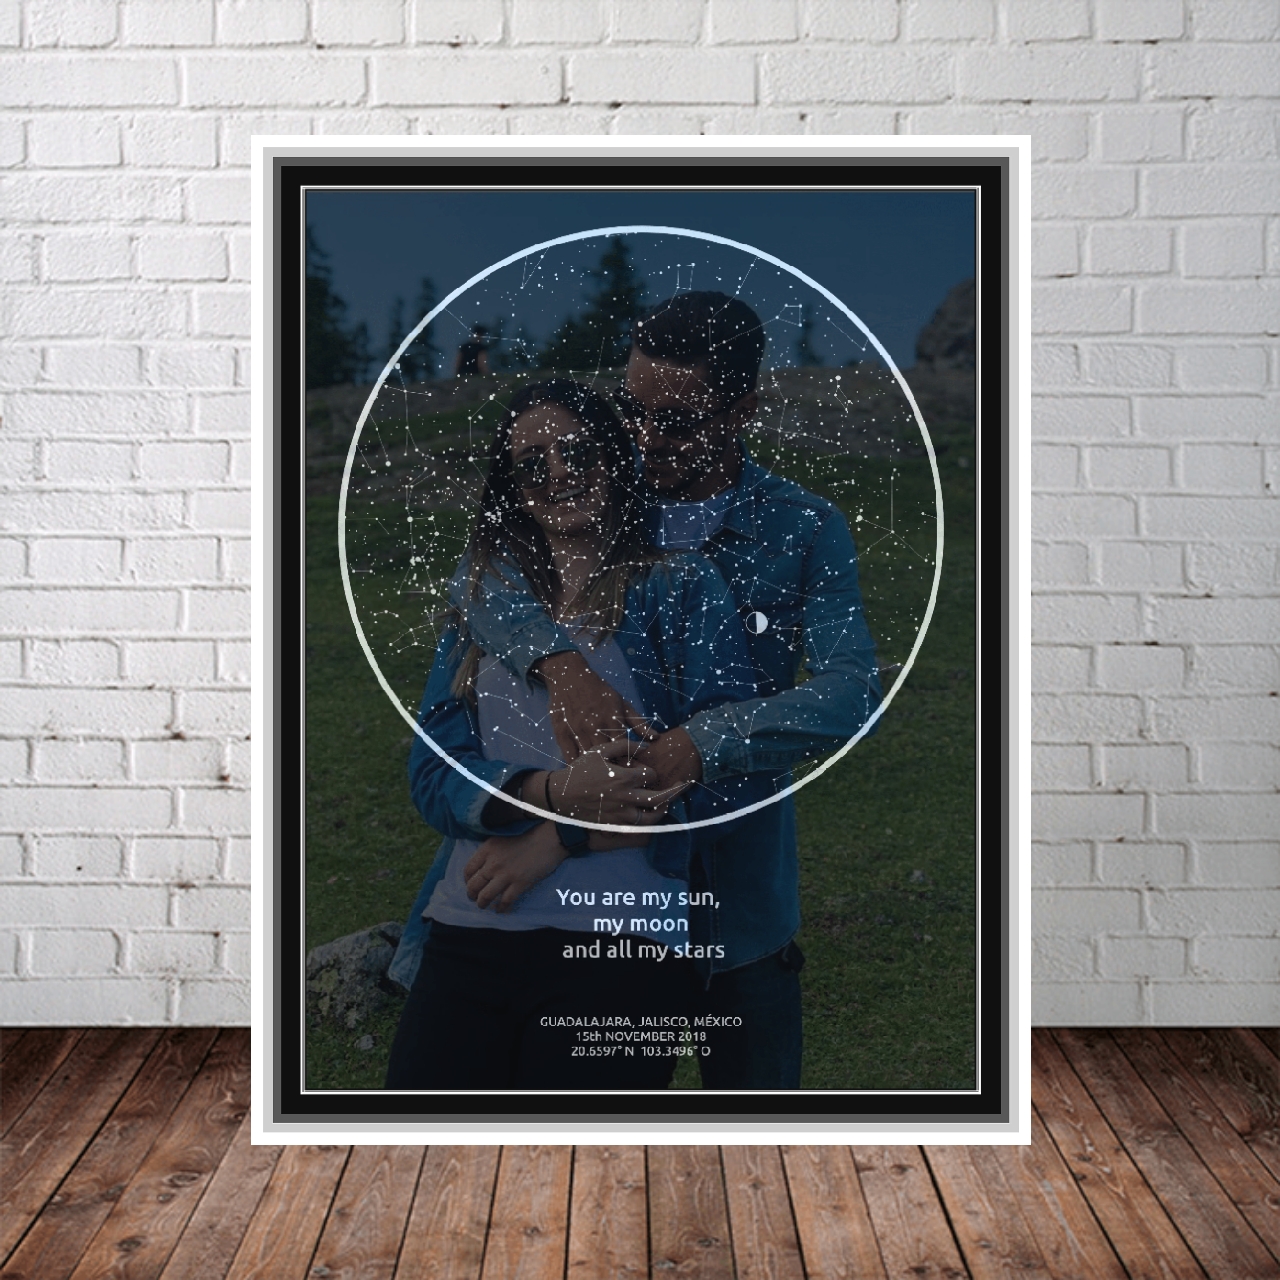 You are my sun,
my moon
and all my stars
GUADALAJARA, JALISCO, MÉXICO
15th NOVEMBER 2018
20.6597° N 103.3496° O